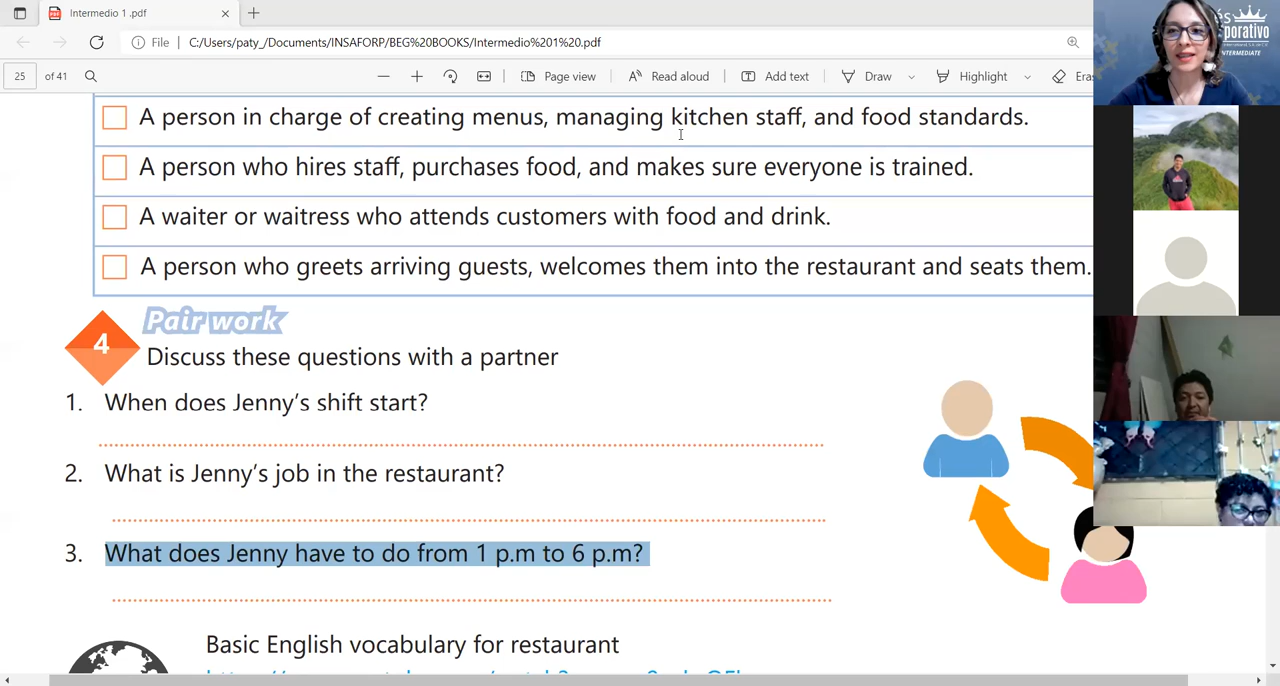 Intermedio 1 .pdf
File
C:/Users/paty_/Documents/INSAFORP/BEG%20BOOKS/Intermedio%201%20.pdf
25 of 41
Page view
Read aloud
Add text
Draw
Highlight
A person in charge of creating menus, managing kitchen staff, and food standards.
A person who hires staff, purchases food, and makes sure everyone is trained.
A waiter or waitress who attends customers with food and drink.
A person who greets arriving guests, welcomes them into the restaurant and seats them.
4
Pair work
Discuss these questions with a partner
1. When does Jenny's shift start?
2. What is Jenny's job in the restaurant?
3. What does Jenny have to do from 1 p.m to 6 p.m?
Basic English vocabulary for restaurant